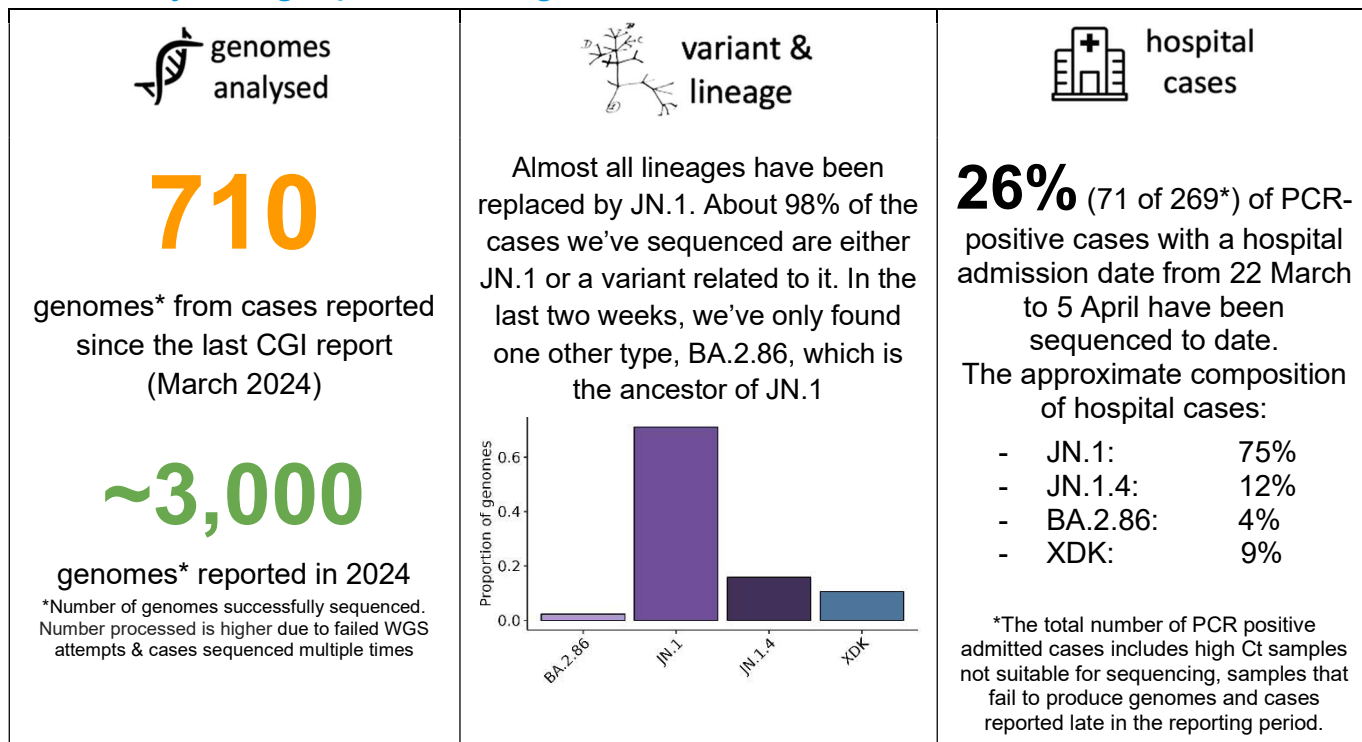 genomes
analysed
710
genomes* from cases reported
since the last CGI report
(March 2024)
~3,000
genomes* reported in 2024
*Number of genomes successfully sequenced.
Number processed is higher due to failed WGS
attempts & cases sequenced multiple times
variant &
lineage
Almost all lineages have been
replaced by JN.1. About 98% of the
cases we’ve sequenced are either
JN.1 or a variant related to it. In the
last two weeks, we’ve only found
one other type, BA.2.86, which is
the ancestor of JN.1
Proportion of genomes
0.6
0.4
0.2
0.0
BA.2.86
JN.1
JN.1.4
XDK
hospital
cases
26% (71 of 269*) of PCR-
positive cases with a hospital
admission date from 22 March
to 5 April have been
sequenced to date.
The approximate composition
of hospital cases:
- JN.1: 75%
- JN.1.4: 12%
- BA.2.86: 4%
- XDK: 9%
*The total number of PCR positive
admitted cases includes high Ct samples
not suitable for sequencing, samples that
fail to produce genomes and cases
reported late in the reporting period.